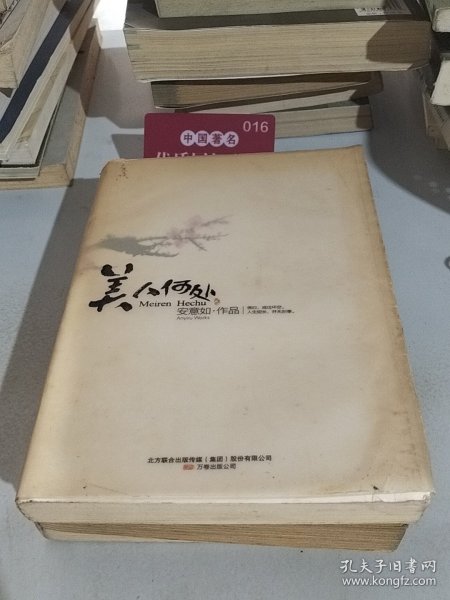 016
中国著名
美人何处
Meiren Hechu
安意如·作品
Anyiru Works
北方联合出版传媒（集团）股份有限公司
万卷出版公司
孔夫子旧书网
www.kongfz.com